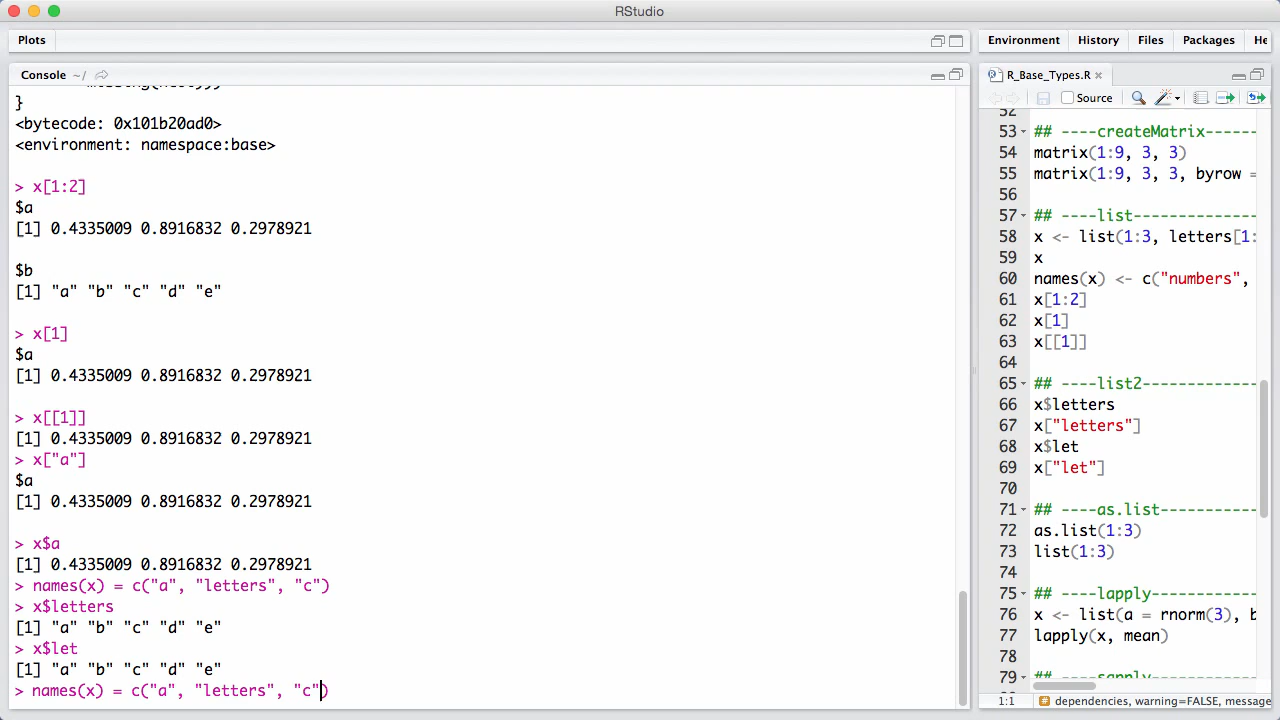 RStudio
Plots
Console ~/
}
<bytecode: 0x101b20ad0>
<environment: namespace:base>
> x[1:2]
$a
[1] 0.4335009 0.8916832 0.2978921
$b
[1] "a" "b" "c" "d" "e"
> x[1]
$a
[1] 0.4335009 0.8916832 0.2978921
> x[[1]]
[1] 0.4335009 0.8916832 0.2978921
> x["a"]
$a
[1] 0.4335009 0.8916832 0.2978921
> x$a
[1] 0.4335009 0.8916832 0.2978921
> names(x) = c("a", "letters", "c")
> x$letters
[1] "a" "b" "c" "d" "e"
> x$let
[1] "a" "b" "c" "d" "e"
> names(x) = c("a", "letters", "c")
Environment History Files Packages He
R_Base_Types.R
Source
52
53 ## ----createMatrix------
54 matrix(1:9, 3, 3)
55 matrix(1:9, 3, 3, byrow =
56
57 ## ----list--------------
58 x <- list(1:3, letters[1:
59 x
60 names(x) <- c("numbers",
61 x[1:2]
62 x[1]
63 x[[1]]
64
65 ## ----list2-------------
66 x$letters
67 x["letters"]
68 x$let
69 x["let"]
70
71 ## ----as.list-----------
72 as.list(1:3)
73 list(1:3)
74
75 ## ----lapply------------
76 x <- list(a = rnorm(3), b
77 lapply(x, mean)
78
79 ## ----sapply------------
1:1 # dependencies, warning=FALSE, message